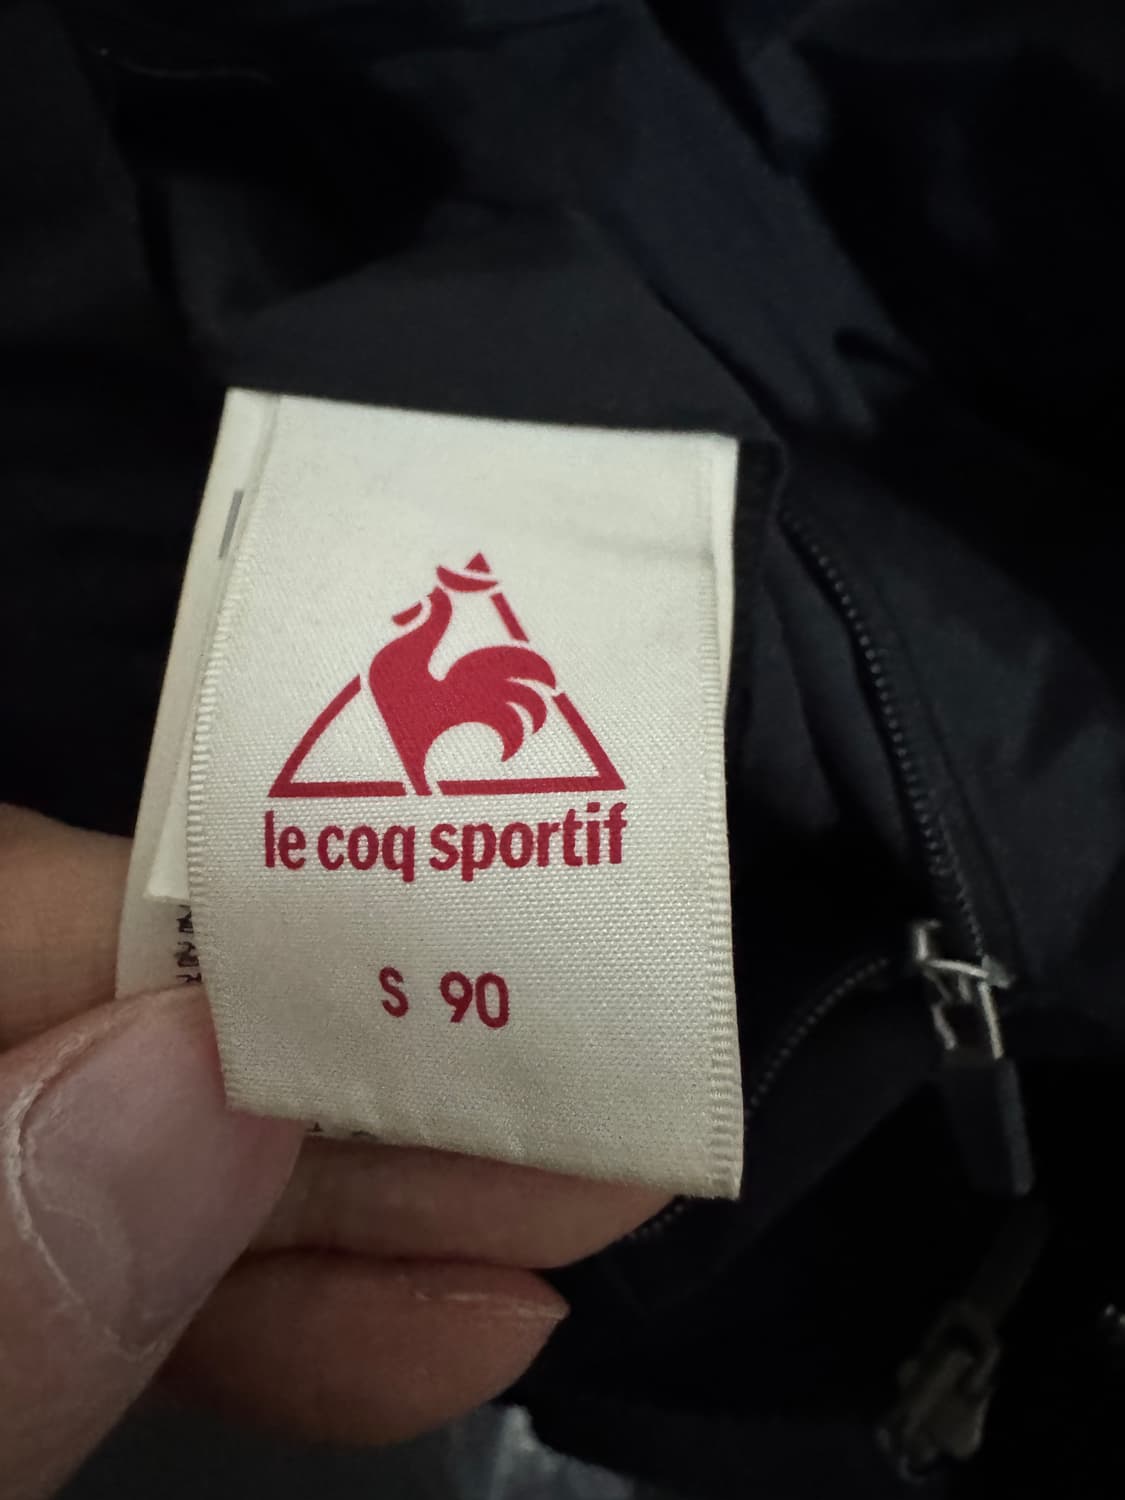 le coq sportif
S 90